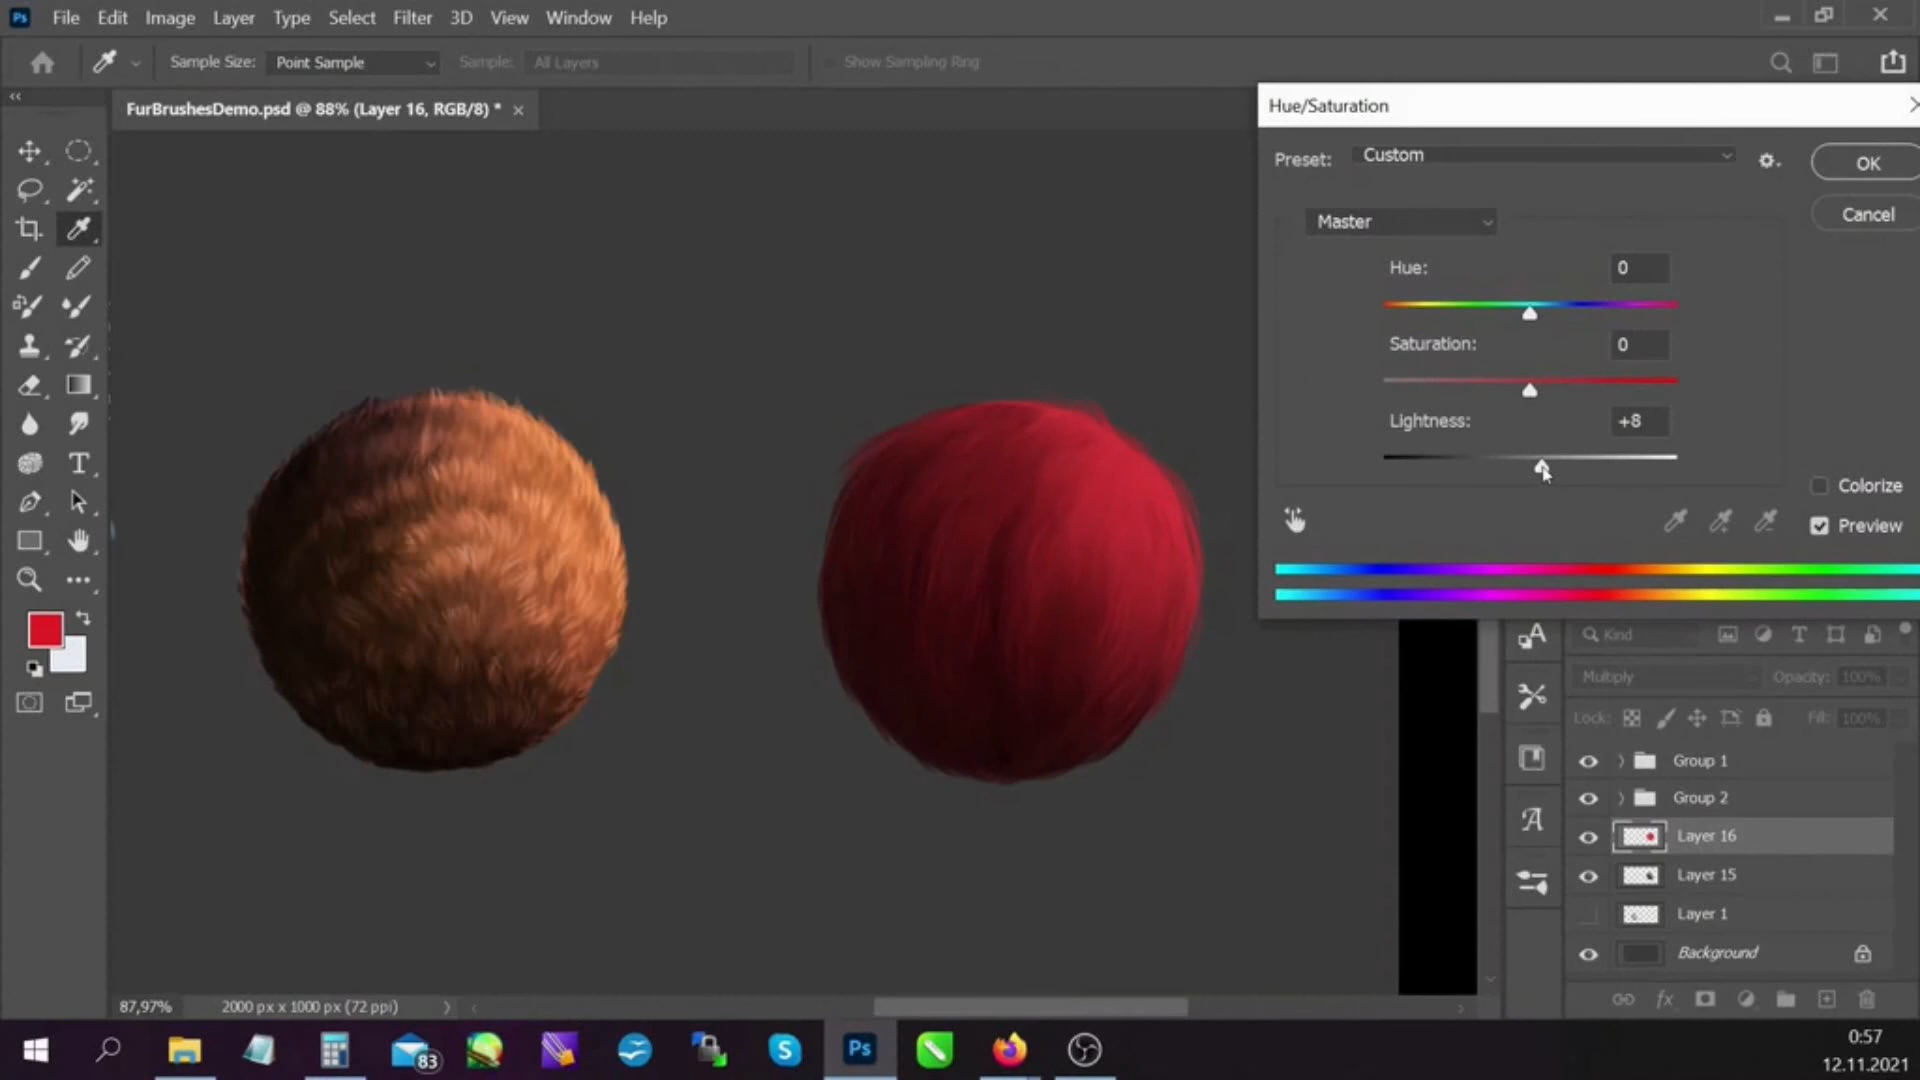 Ps File Edit Image Layer Type Select Filter 3D View Window Help
Sample Size: Point Sample Sample: All Layers Show Sampling Ring
FurBrushesDemo.psd @ 88% (Layer 16, RGB/8) *
Hue/Saturation
Preset: Custom
OK
Master
Cancel
Hue: 0
Saturation: 0
Lightness: +8
Colorize
Preview
Kind
Multiply Opacity: 100%
Lock: Fill: 100%
Group 1
Group 2
Layer 16
Layer 15
Layer 1
Background
87,97% 2000 px x 1000 px (72 ppi)
83
Ps
0:57
12.11.2021